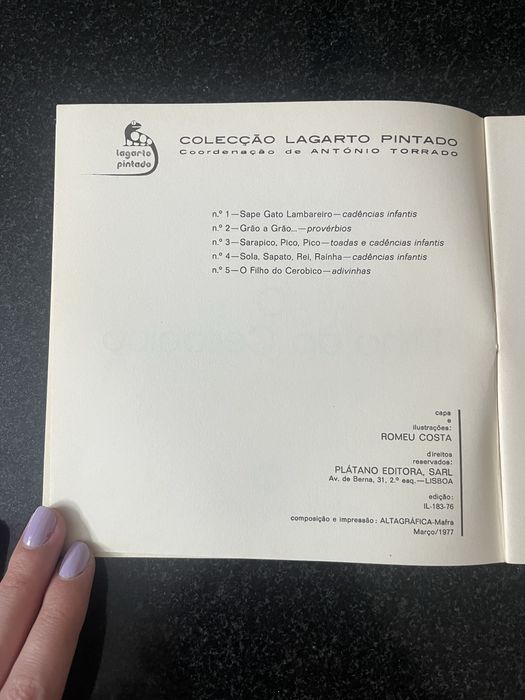 lagarto
pintado
COLECÇÃO LAGARTO PINTADO
Coordenação de ANTÓNIO TORRADO
n.º 1—Sape Gato Lambareiro—cadências infantis
n.º 2—Grão a Grão...—provérbios
n.º 3—Sarapico, Pico, Pico—toadas e cadências infantis
n.º 4—Sola, Sapato, Rei, Rainha—cadências infantis
n.º 5—O Filho do Cerobico—adivinhas
capa
e
ilustrações:
ROMEU COSTA
direitos
reservados:
PLÁTANO EDITORA, SARL
Av. de Berna, 31, 2.º esq.—LISBOA
edição:
IL-183-76
composição e impressão: ALTAGRÁFICA-Mafra
Março/1977